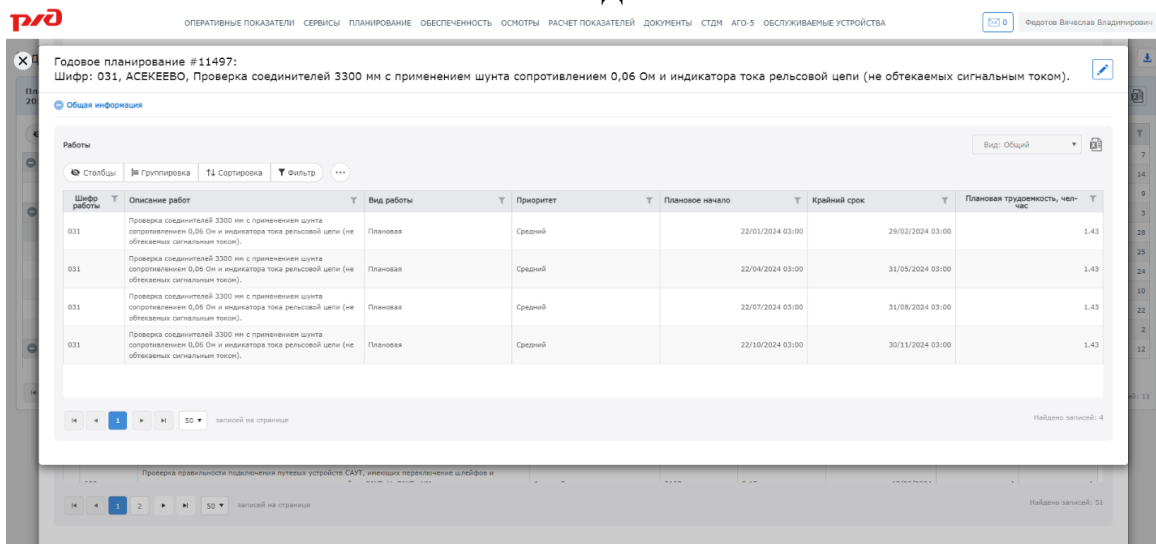 ржд
ОПЕРАТИВНЫЕ ПОКАЗАТЕЛИ СЕРВИСЫ ПЛАНИРОВАНИЕ ОБЕСПЕЧЕННОСТЬ ОСМОТРЫ РАСЧЕТ ПОКАЗАТЕЛЕЙ ДОКУМЕНТЫ СТДМ АГО-5 ОБСЛУЖИВАЕМЫЕ УСТРОЙСТВА
0
Федотов Вячеслав Владимирович
Годовое планирование #11497:
Шифр: 031, АСЕКЕЕВО, Проверка соединителей 3300 мм с применением шунта сопротивлением 0,06 Ом и индикатора тока рельсовой цепи (не обтекаемых сигнальным током).
Общая информация
Работы
Вид: Общий
Столбцы Группировка Сортировка Фильтр
Шифр работы Описание работ Вид работы Приоритет Плановое начало Крайний срок Плановая трудоемкость, чел-час
Проверка соединителей 3300 мм с применением шунта
031 сопротивлением 0,06 Ом и индикатора тока рельсовой цепи (не Плановая Средний 22/01/2024 03:00 29/02/2024 03:00 1.43
обтекаемых сигнальным током).
Проверка соединителей 3300 мм с применением шунта
031 сопротивлением 0,06 Ом и индикатора тока рельсовой цепи (не Плановая Средний 22/04/2024 03:00 31/05/2024 03:00 1.43
обтекаемых сигнальным током).
Проверка соединителей 3300 мм с применением шунта
031 сопротивлением 0,06 Ом и индикатора тока рельсовой цепи (не Плановая Средний 22/07/2024 03:00 31/08/2024 03:00 1.43
обтекаемых сигнальным током).
Проверка соединителей 3300 мм с применением шунта
031 сопротивлением 0,06 Ом и индикатора тока рельсовой цепи (не Плановая Средний 22/10/2024 03:00 30/11/2024 03:00 1.43
обтекаемых сигнальным током).
1 50 записей на странице
Найдено записей: 4
7
14
9
3
28
25
24
10
22
2
12
Проверка правильности подключения путевых устройств САУТ, имеющих переключение шлейфов и
1 2 50 записей на странице
Найдено записей: 51